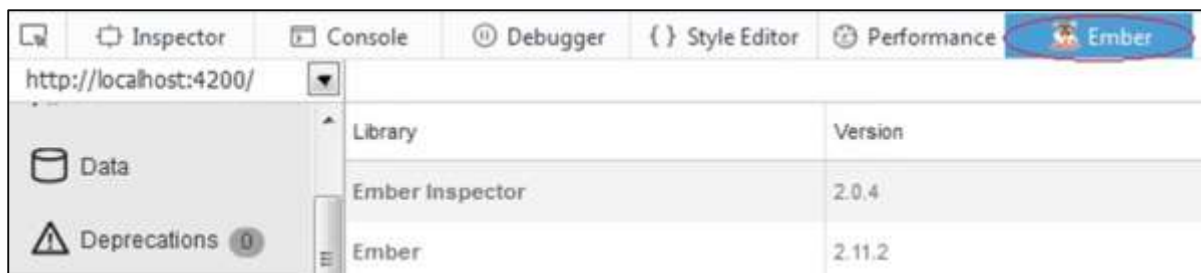 Inspector Console Debugger { } Style Editor Performance Ember
http://localhost:4200/
Library Version
Data
Ember Inspector 2.0.4
Deprecations 0
Ember 2.11.2